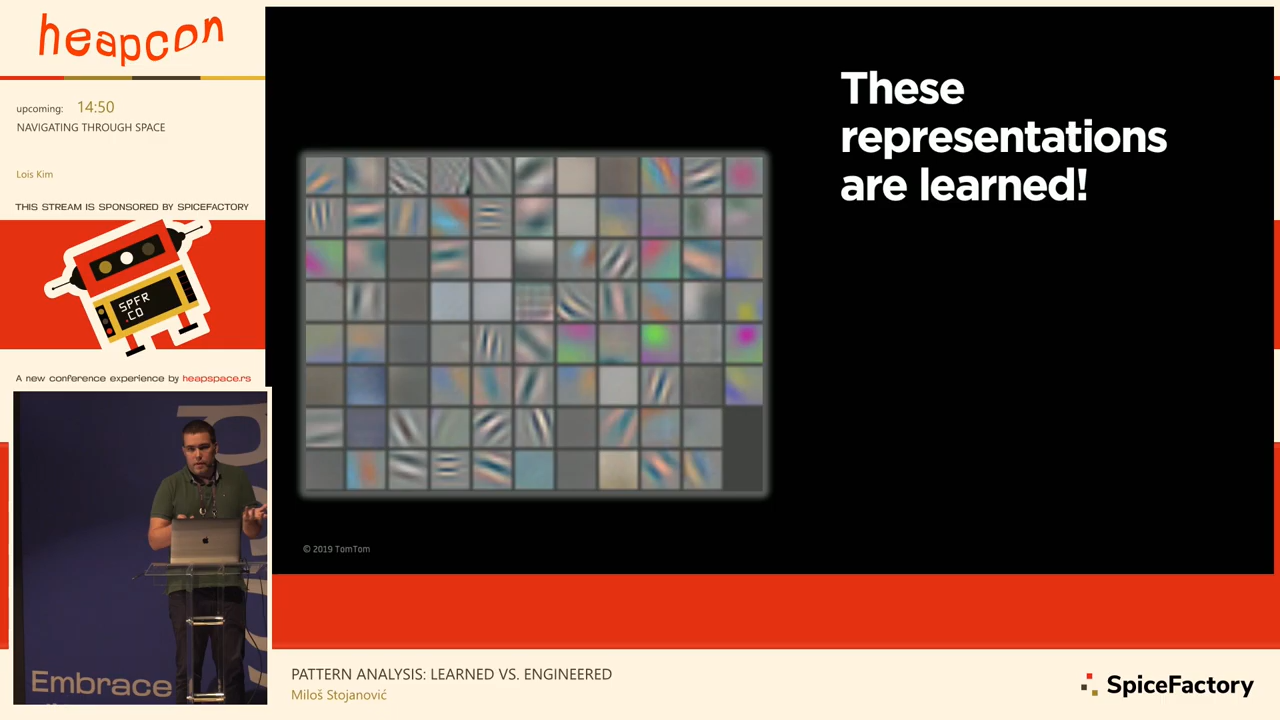 heapcon
upcoming: 14:50
NAVIGATING THROUGH SPACE
Lois Kim
THIS STREAM IS SPONSORED BY SPICEFACTORY
SPFR
.CO
A new conference experience by heapspace.rs
These
representations
are learned!
© 2019 TomTom
Embrace
PATTERN ANALYSIS: LEARNED VS. ENGINEERED
Miloš Stojanović
SpiceFactory